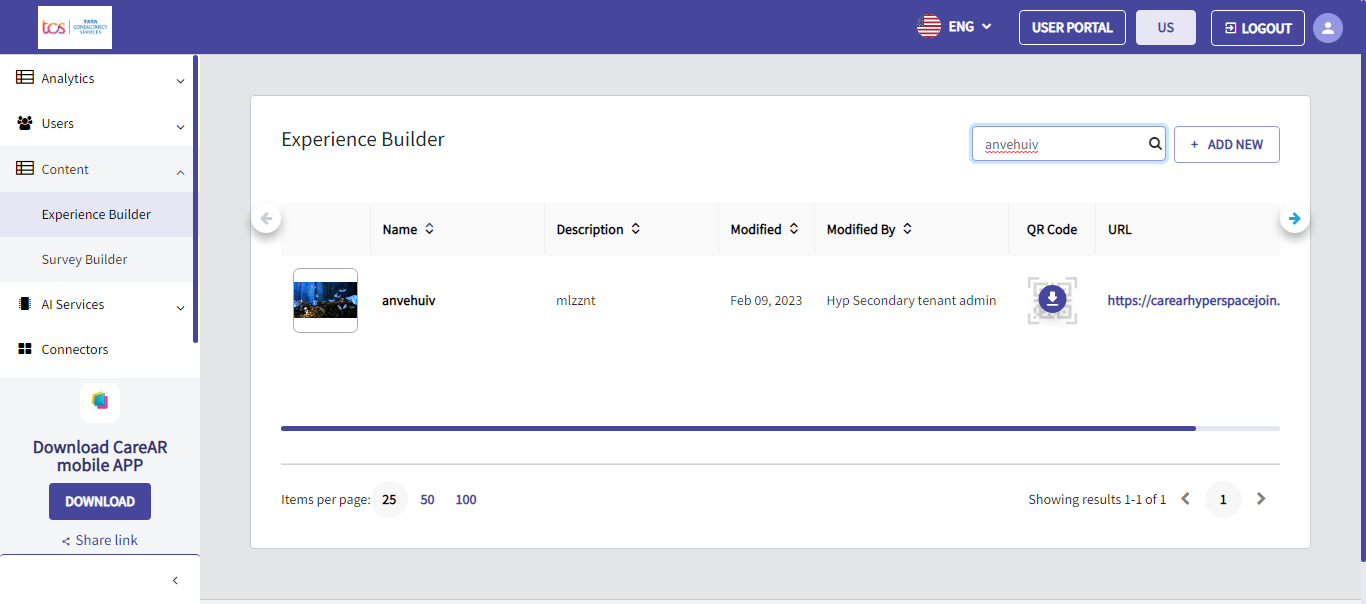 tcs TATA
CONSULTANCY
SERVICES
ENG
USER PORTAL
US
LOGOUT
Analytics
Users
Content
Experience Builder
Survey Builder
AI Services
Connectors
Download CareAR
mobile APP
DOWNLOAD
Share link
Experience Builder
anvehuiv
+ ADD NEW
Name Description Modified Modified By QR Code URL
anvehuiv mlzznt Feb 09, 2023 Hyp Secondary tenant admin https://carearhyperspacejoin.
Items per page: 25 50 100
Showing results 1-1 of 1 1